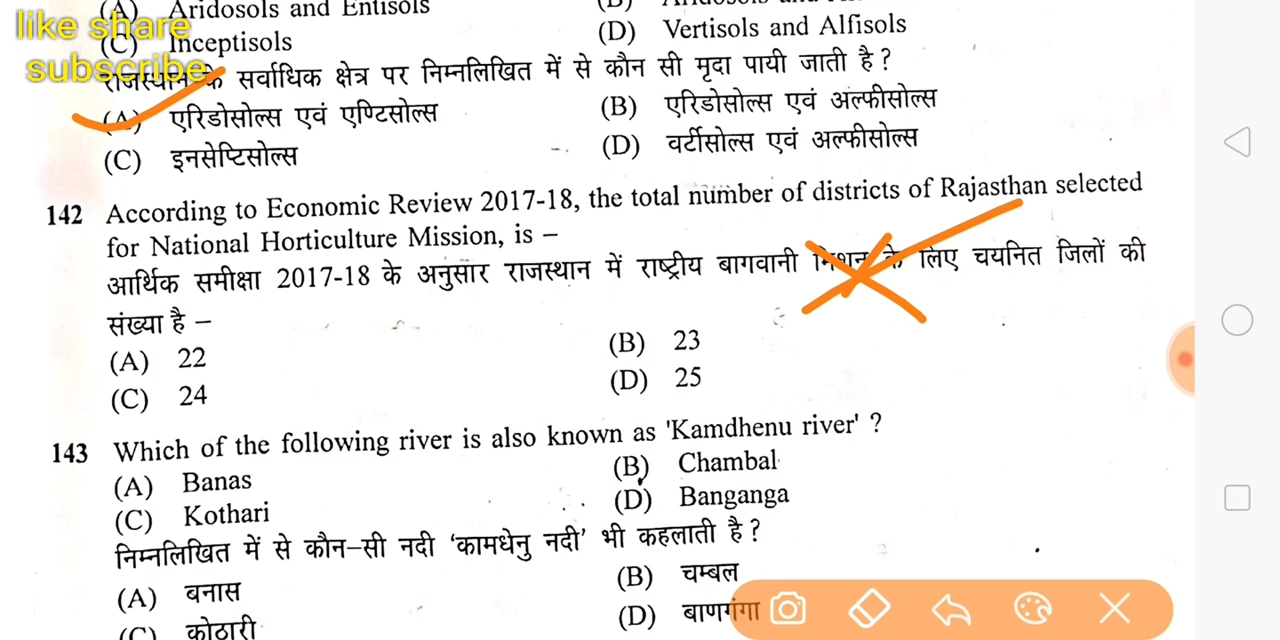 (A) Aridosols and Entisols (B)
like share
(C) Inceptisols (D) Vertisols and Alfisols
subscribe
राजस्थान के सर्वाधिक क्षेत्र पर निम्नलिखित में से कौन सी मृदा पायी जाती है ?
(A) एरिडोसोल्स एवं एण्टिसोल्स (B) एरिडोसोल्स एवं अल्फीसोल्स
(C) इनसेप्टिसोल्स (D) वर्टीसोल्स एवं अल्फीसोल्स
142 According to Economic Review 2017-18, the total number of districts of Rajasthan selected
for National Horticulture Mission, is –
आर्थिक समीक्षा 2017-18 के अनुसार राजस्थान में राष्ट्रीय बागवानी मिशन के लिए चयनित जिलों की
संख्या है –
(A) 22 (B) 23
(C) 24 (D) 25
143 Which of the following river is also known as 'Kamdhenu river' ?
(A) Banas (B) Chambal
(C) Kothari (D) Banganga
निम्नलिखित में से कौन-सी नदी ‘कामधेनु नदी’ भी कहलाती है ?
(A) बनास (B) चम्बल
(C) कोठारी (D) बाणगंगा